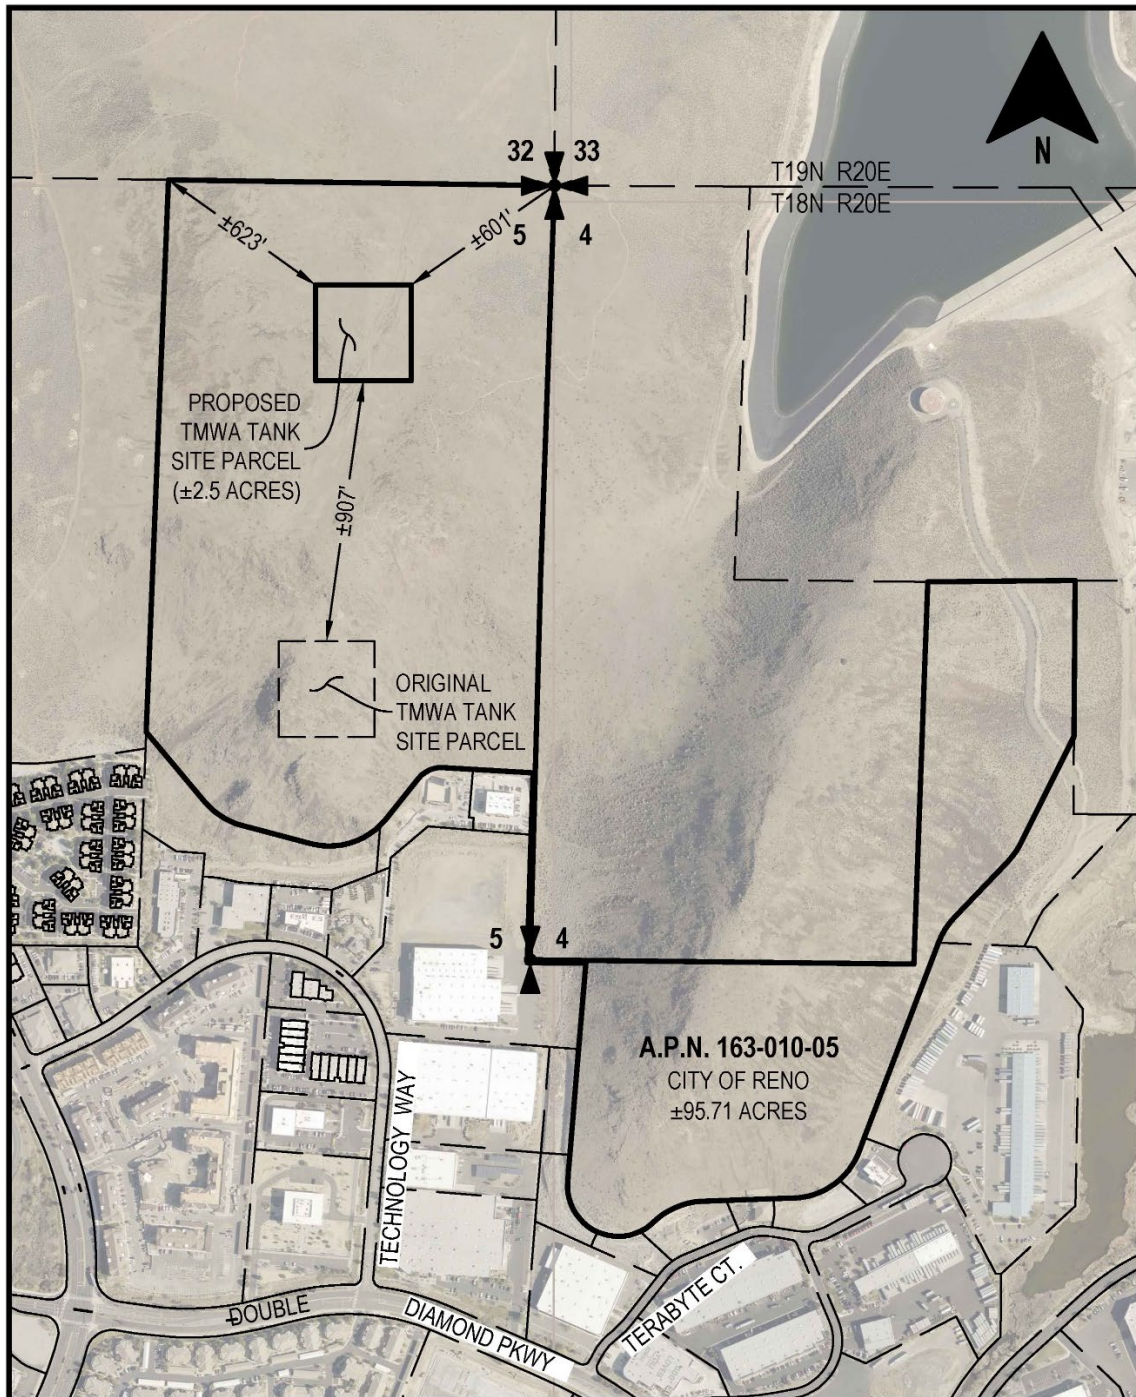 32 33
T19N R20E
T18N R20E
N
±623'
±601'
5 4
PROPOSED
TMWA TANK
SITE PARCEL
(±2.5 ACRES)
±907'
ORIGINAL
TMWA TANK
SITE PARCEL
5 4
A.P.N. 163-010-05
CITY OF RENO
±95.71 ACRES
TECHNOLOGY WAY
DOUBLE
DIAMOND PKWY
TERABYTE CT.